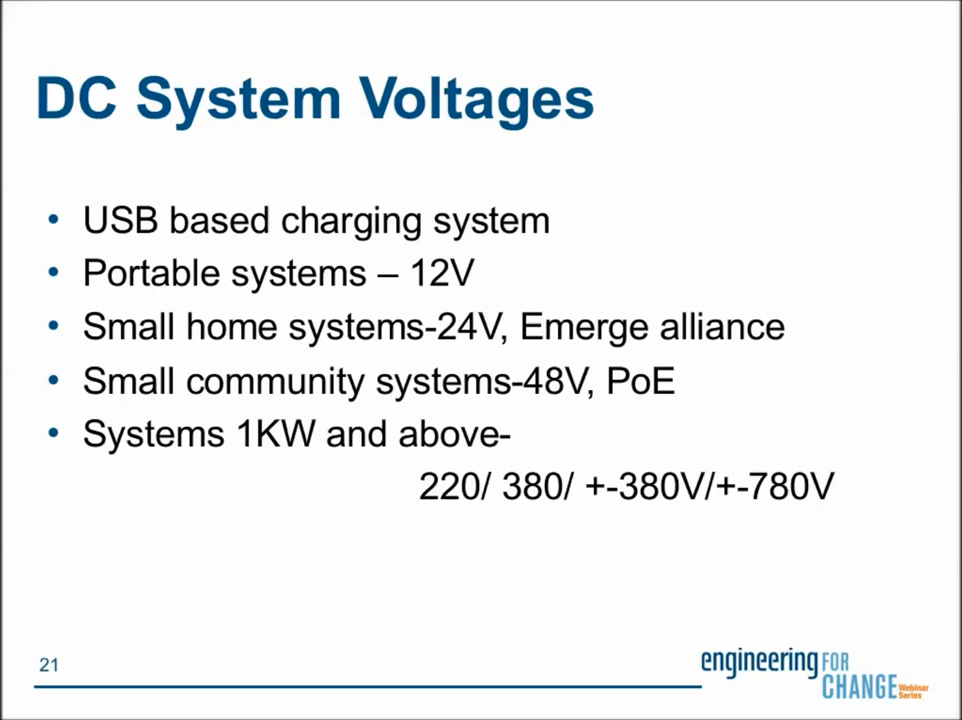 DC System Voltages
• USB based charging system
• Portable systems – 12V
• Small home systems-24V, Emerge alliance
• Small community systems-48V, PoE
• Systems 1KW and above-
220/ 380/ +-380V/+-780V
21
engineering FOR
CHANGE Webinar
Series